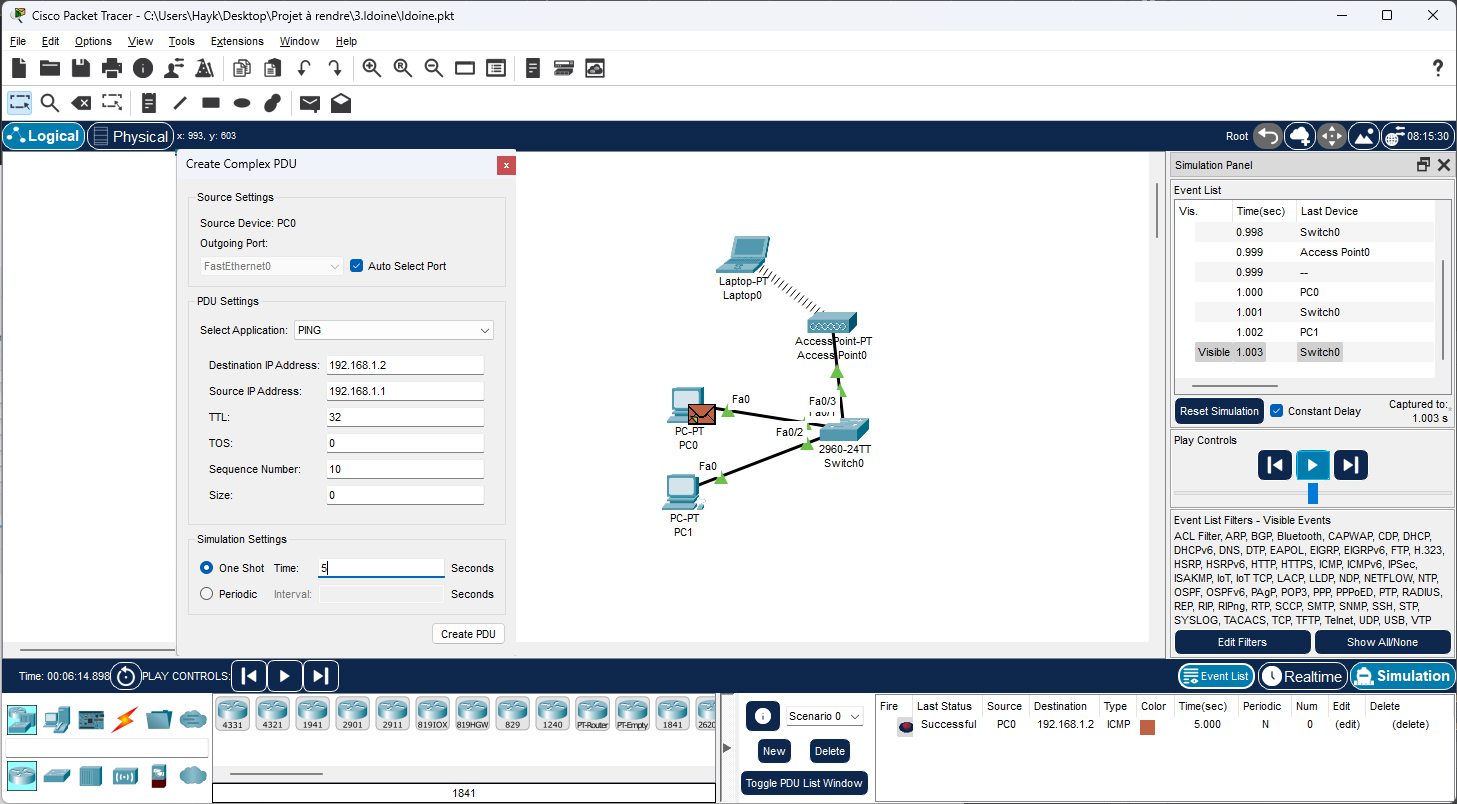 Cisco Packet Tracer - C:\Users\Hayk\Desktop\Projet à rendre\3.Idoine\Idoine.pkt
File Edit Options View Tools Extensions Window Help
?
Logical Physical x: 993, y: 603
Root 08:15:30
Create Complex PDU
x
Source Settings
Source Device: PC0
Outgoing Port:
FastEthernet0 Auto Select Port
PDU Settings
Select Application: PING
Destination IP Address: 192.168.1.2
Source IP Address: 192.168.1.1
TTL: 32
TOS: 0
Sequence Number: 10
Size: 0
Simulation Settings
One Shot Time: 5 Seconds
Periodic Interval: Seconds
Create PDU
Laptop-PT
Laptop0
AccessPoint-PT
Access Point0
Fa0/3
Fa0/1
Fa0
PC-PT
PC0
Fa0/2
2960-24TT
Switch0
Fa0
PC-PT
PC1
Simulation Panel
Event List
Vis. Time(sec) Last Device
0.998 Switch0
0.999 Access Point0
0.999 --
1.000 PC0
1.001 Switch0
1.002 PC1
Visible 1.003 Switch0
Reset Simulation Constant Delay Captured to:
1.003 s
Play Controls
Event List Filters - Visible Events
ACL Filter, ARP, BGP, Bluetooth, CAPWAP, CDP, DHCP,
DHCPv6, DNS, DTP, EAPOL, EIGRP, EIGRPv6, FTP, H.323,
HSRP, HSRPv6, HTTP, HTTPS, ICMP, ICMPv6, IPSec,
ISAKMP, IoT, IoT TCP, LACP, LLDP, NDP, NETFLOW, NTP,
OSPF, OSPFv6, PAgP, POP3, PPP, PPPoED, PTP, RADIUS,
REP, RIP, RIPng, RTP, SCCP, SMTP, SNMP, SSH, STP,
SYSLOG, TACACS, TCP, TFTP, Telnet, UDP, USB, VTP
Edit Filters Show All/None
Time: 00:06:14.898 PLAY CONTROLS: Event List Realtime Simulation
4331 4321 1941 2901 2911 819IOX 819HGW 829 1240 PT-Router PT-Empty 1841 2620
1841
Scenario 0
New Delete
Toggle PDU List Window
Fire Last Status Source Destination Type Color Time(sec) Periodic Num Edit Delete
Successful PC0 192.168.1.2 ICMP 5.000 N 0 (edit) (delete)